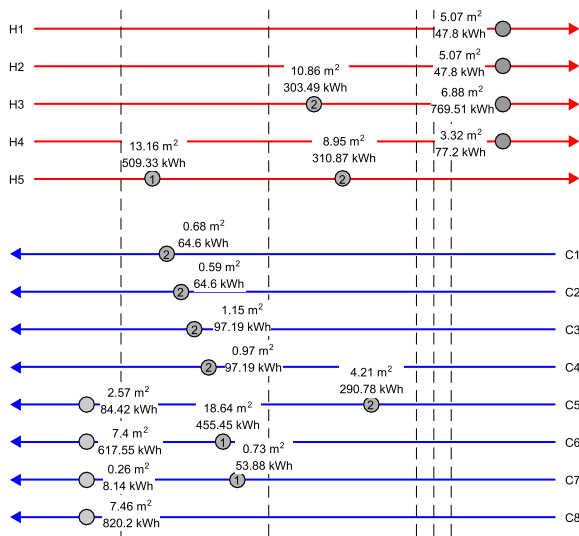 5.07 m²
H1
47.8 kWh
5.07 m²
H2
47.8 kWh
10.86 m²
303.49 kWh
6.88 m²
H3
2
769.51 kWh
3.32 m²
H4
77.2 kWh
13.16 m²
509.33 kWh
8.95 m²
310.87 kWh
H5
1
2
0.68 m²
64.6 kWh
2
C1
0.59 m²
64.6 kWh
2
C2
1.15 m²
97.19 kWh
2
C3
0.97 m²
97.19 kWh
2
C4
4.21 m²
290.78 kWh
2.57 m²
84.42 kWh
2
C5
18.64 m²
455.45 kWh
7.4 m²
617.55 kWh
1
C6
0.73 m²
53.88 kWh
0.26 m²
8.14 kWh
1
C7
7.46 m²
820.2 kWh
C8